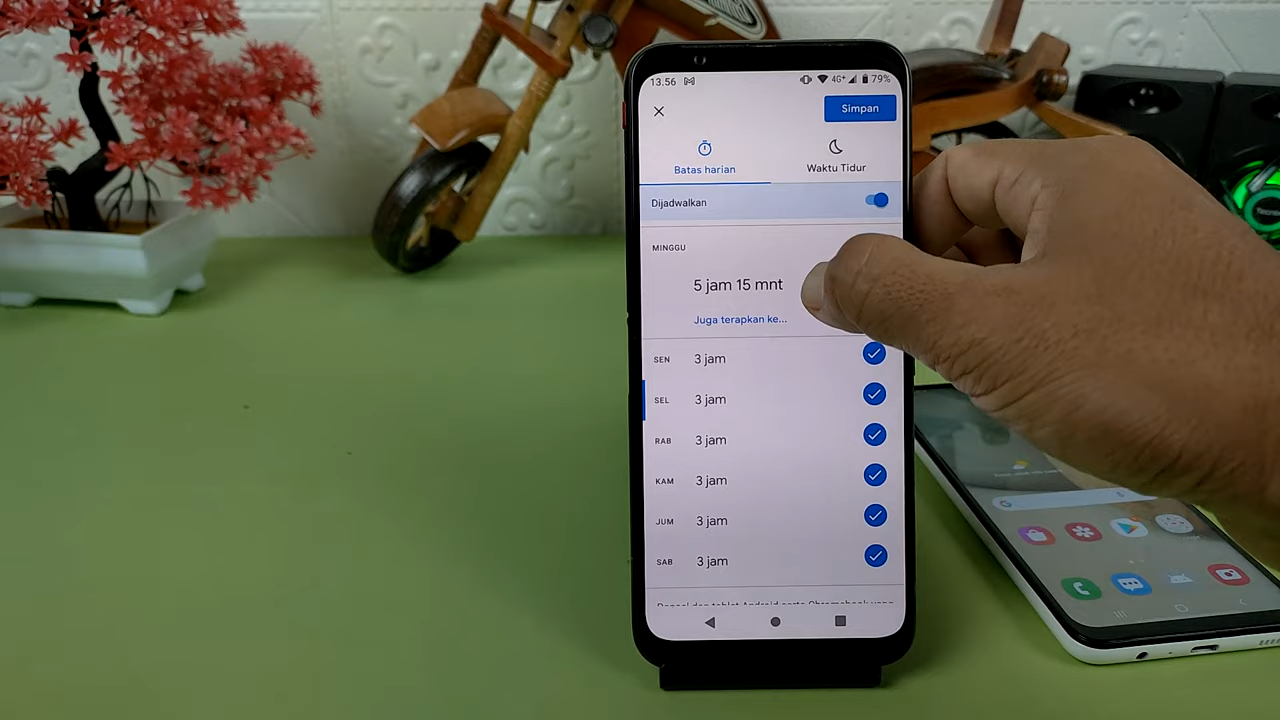 13.56
4G+ 79%
Simpan
Batas harian
Waktu Tidur
Dijadwalkan
MINGGU
5 jam 15 mnt
Juga terapkan ke...
SEN 3 jam
SEL 3 jam
RAB 3 jam
KAM 3 jam
JUM 3 jam
SAB 3 jam